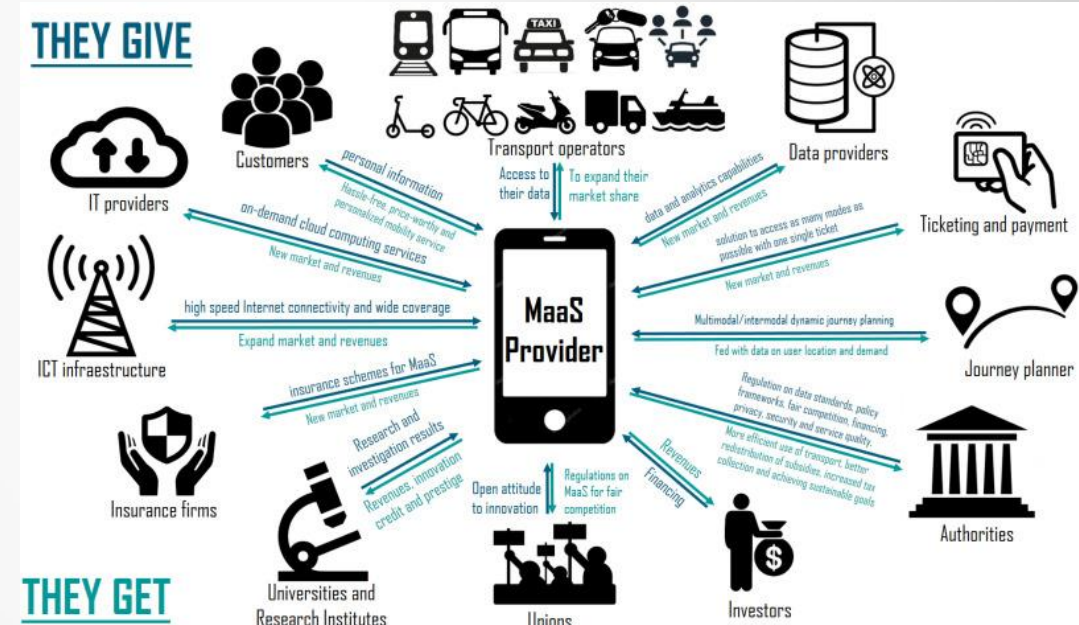 THEY GIVE
TAXI
Customers
Transport operators
Data providers
IT providers
Ticketing and payment
personal information
Hassle-free, price-worthy and
personalized mobility service
Access to
their data
To expand their
market share
data and analytics capabilities
New market and revenues
on-demand cloud computing services
New market and revenues
solution to access as many modes as
possible with one single ticket
New market and revenues
MaaS
Provider
high speed Internet connectivity and wide coverage
Expand market and revenues
ICT infraestructure
Multimodal/intermodal dynamic journey planning
Fed with data on user location and demand
Journey planner
insurance schemes for MaaS
New market and revenues
Insurance firms
Regulation on data standards, policy
frameworks, fair competition, financing,
privacy, security and service quality,
More efficient use of transport, better
redistribution of subsidies, increased tax
collection and achieving sustainable goals
Authorities
Research and
investigation results
Revenues, innovation
credit and prestige
Universities and
Research Institutes
Open attitude
to innovation
Regulations on
MaaS for fair
competition
Unions
Revenues
Financing
$
Investors
THEY GET